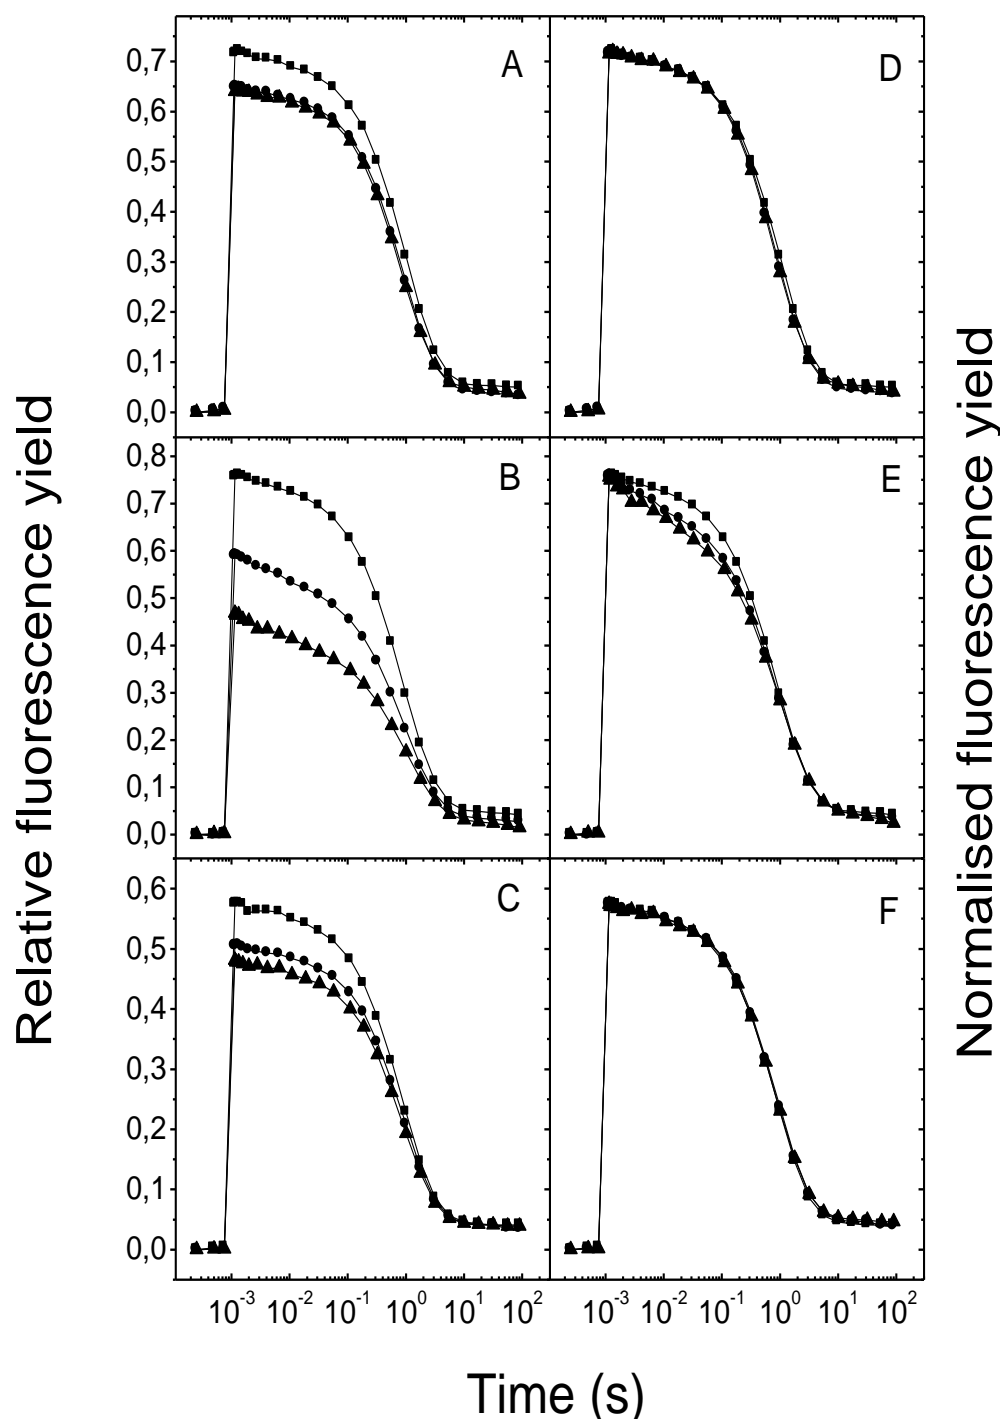 Relative fluorescence yield
Normalised fluorescence yield
A
0,7
0,6
0,5
0,4
0,3
0,2
0,1
0,0
D
B
0,8
0,7
0,6
0,5
0,4
0,3
0,2
0,1
0,0
E
C
0,6
0,5
0,4
0,3
0,2
0,1
0,0
F
10⁻³ 10⁻² 10⁻¹ 10⁰ 10¹ 10²
10⁻³ 10⁻² 10⁻¹ 10⁰ 10¹ 10²
Time (s)